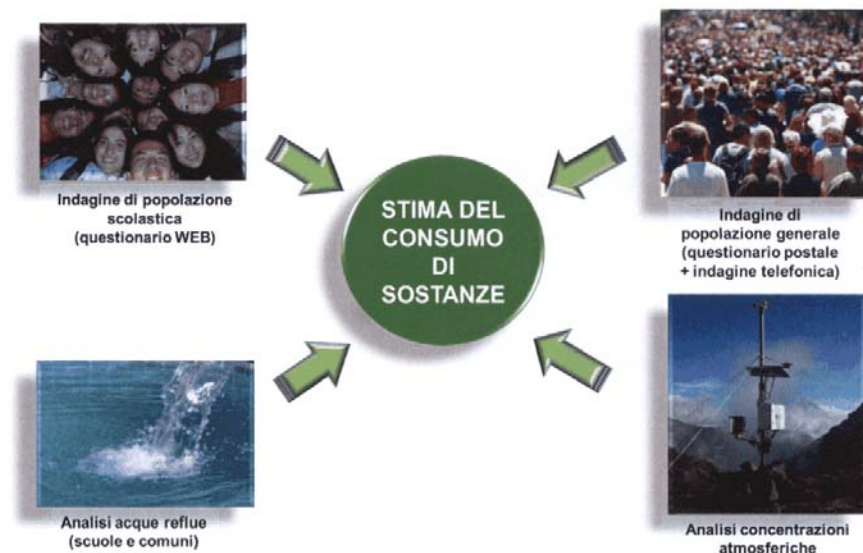 Indagine di popolazione
scolastica
(questionario WEB)
STIMA DEL
CONSUMO
DI
SOSTANZE
Indagine di
popolazione generale
(questionario postale
+ indagine telefonica)
Analisi acque reflue
(scuole e comuni)
Analisi concentrazioni
atmosferiche